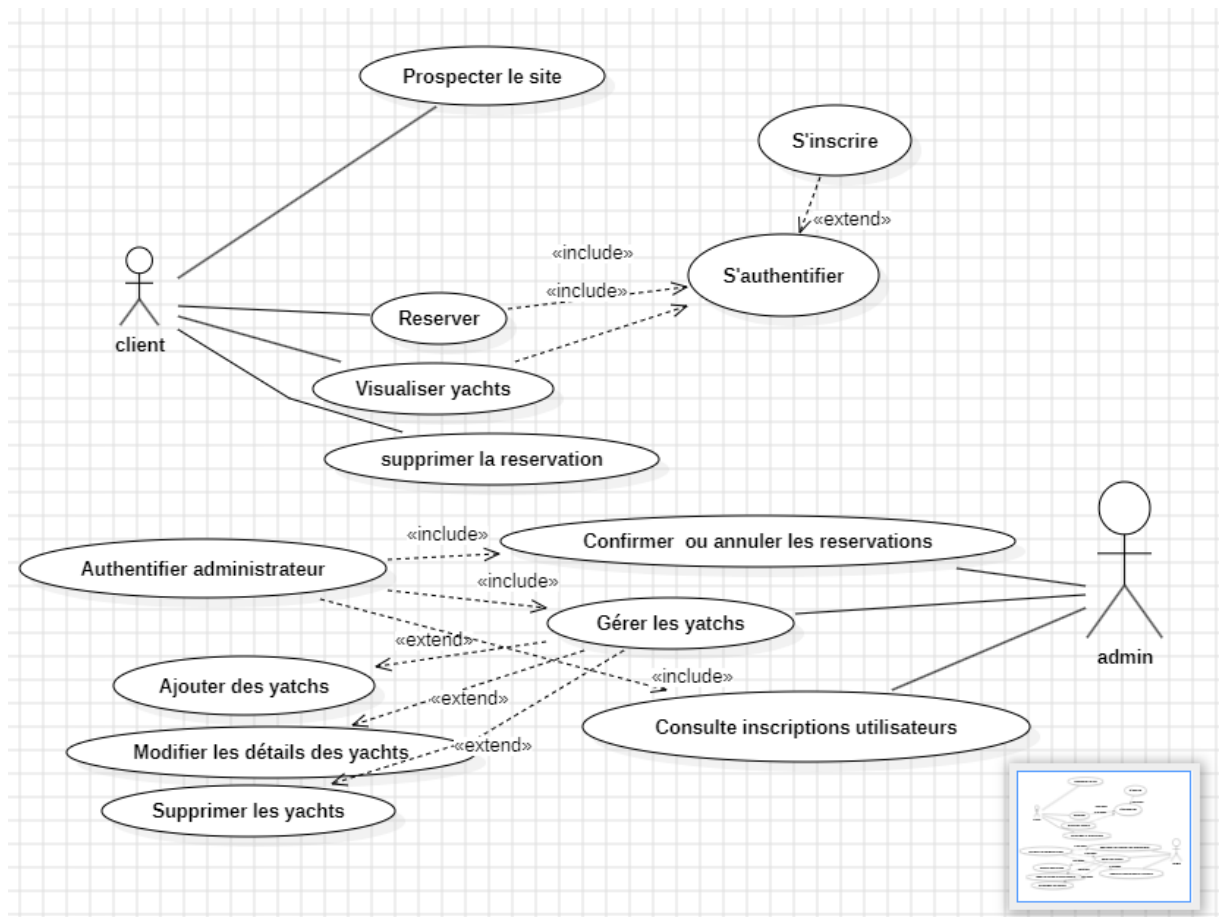 Prospecter le site
S'inscrire
«extend»
«include»
S'authentifier
«include»
Reserver
client
Visualiser yachts
supprimer la reservation
«include»
Confirmer ou annuler les reservations
Authentifier administrateur
«include»
Gérer les yatchs
«extend»
admin
«include»
Ajouter des yatchs
«extend»
Consulte inscriptions utilisateurs
«extend»
Modifier les détails des yachts
Supprimer les yachts